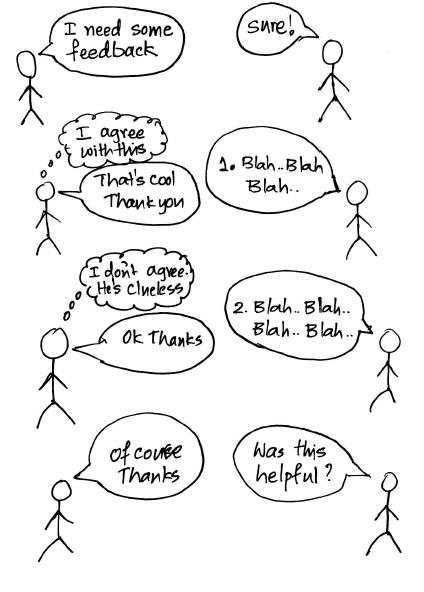 I need some
feedback
Sure!
I agree
with this
That's cool
Thank you
1. Blah..Blah
Blah..
I don't agree.
He's clueless
Ok Thanks
2. Blah.. Blah..
Blah.. Blah..
Of course
Thanks
Was this
helpful?